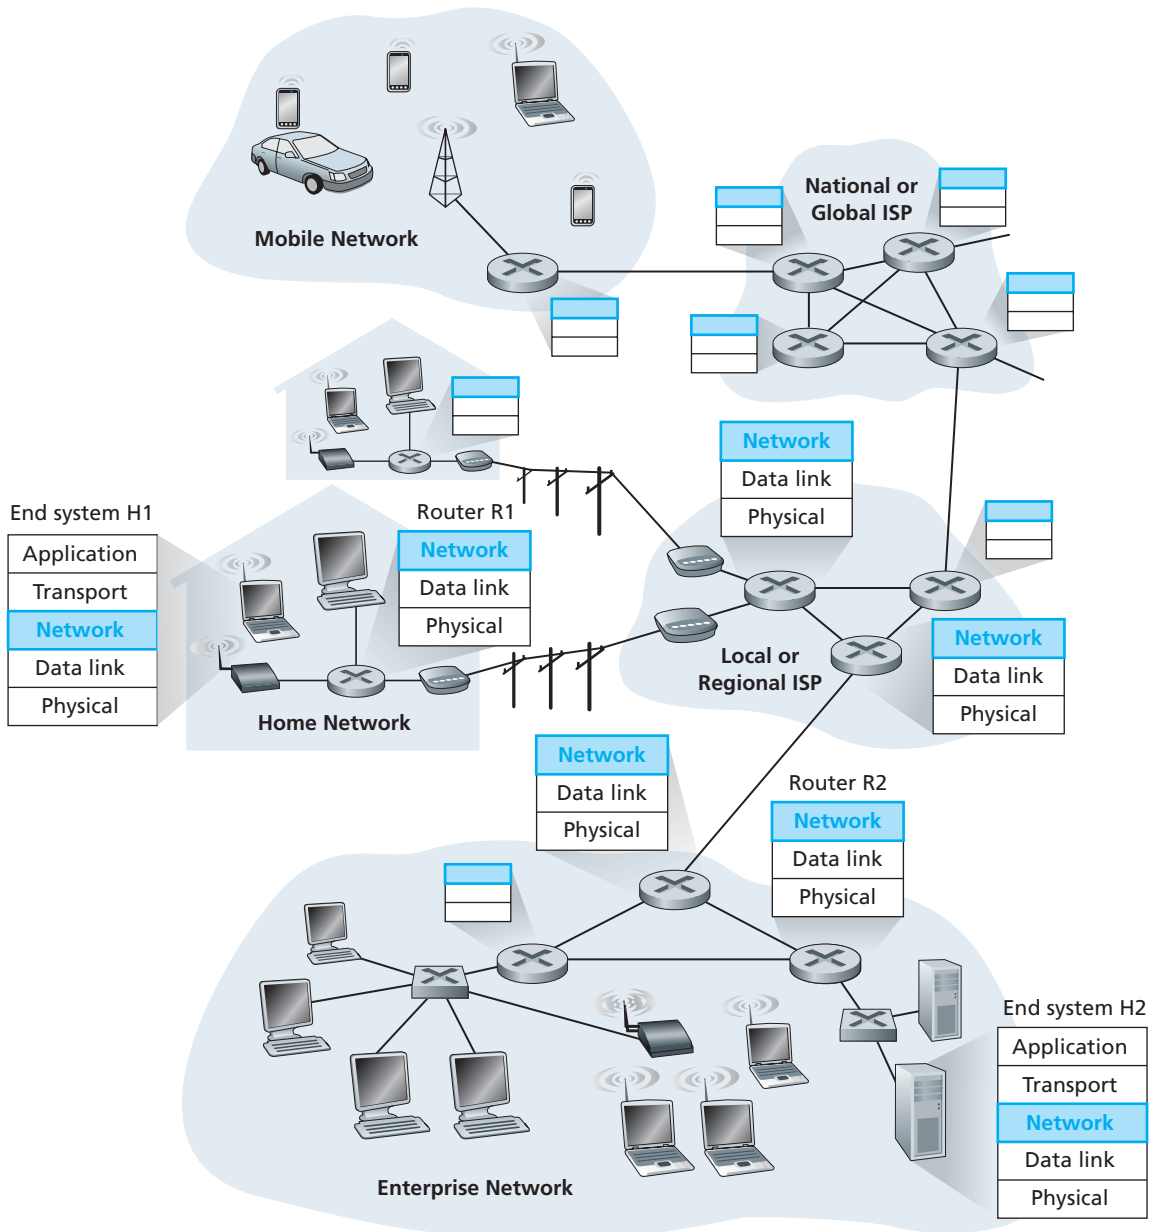 National or
Global ISP
Mobile Network
Network
Data link
Physical
End system H1
Application
Transport
Network
Data link
Physical
Router R1
Network
Data link
Physical
Home Network
Local or
Regional ISP
Network
Data link
Physical
Network
Data link
Physical
Router R2
Network
Data link
Physical
End system H2
Application
Transport
Network
Data link
Physical
Enterprise Network